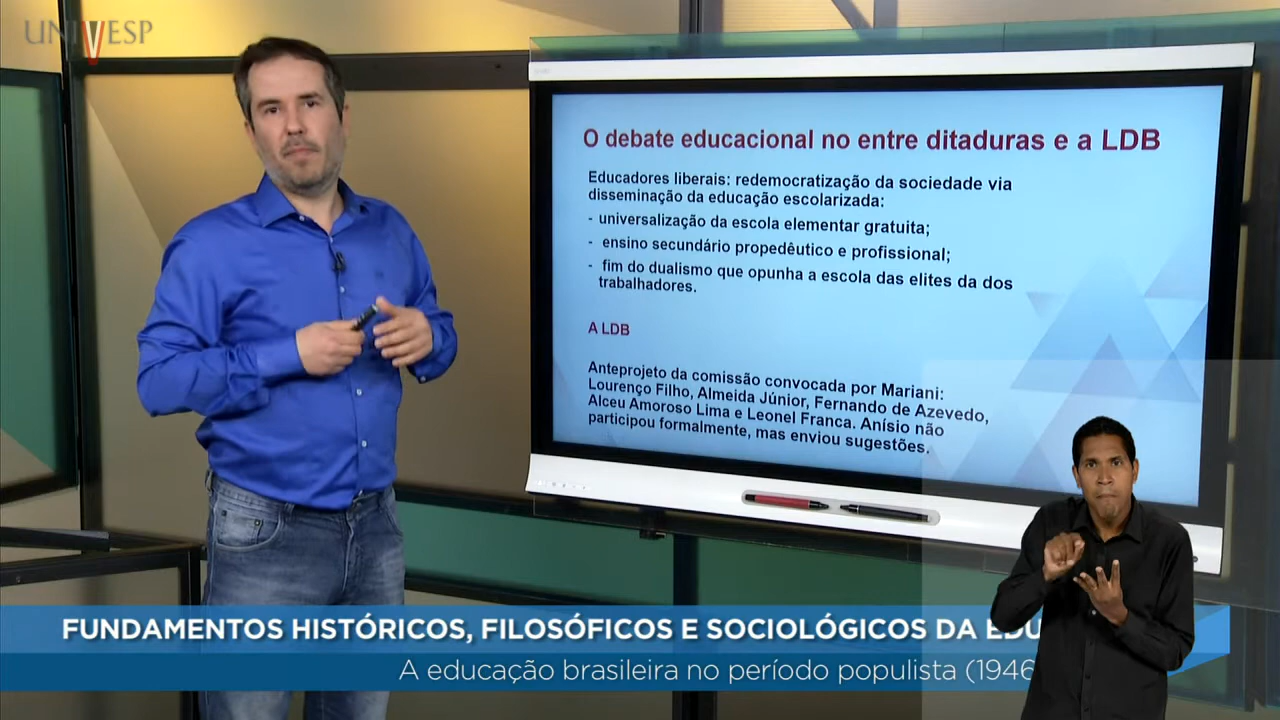 UNIVESP
O debate educacional no entre ditaduras e a LDB
Educadores liberais: redemocratização da sociedade via
disseminação da educação escolarizada:
- universalização da escola elementar gratuita;
- ensino secundário propedêutico e profissional;
- fim do dualismo que opunha a escola das elites da dos
trabalhadores.
A LDB
Anteprojeto da comissão convocada por Mariani:
Lourenço Filho, Almeida Júnior, Fernando de Azevedo,
Alceu Amoroso Lima e Leonel Franca. Anísio não
participou formalmente, mas enviou sugestões.
FUNDAMENTOS HISTÓRICOS, FILOSÓFICOS E SOCIOLÓGICOS DA EDU
A educação brasileira no período populista (1946